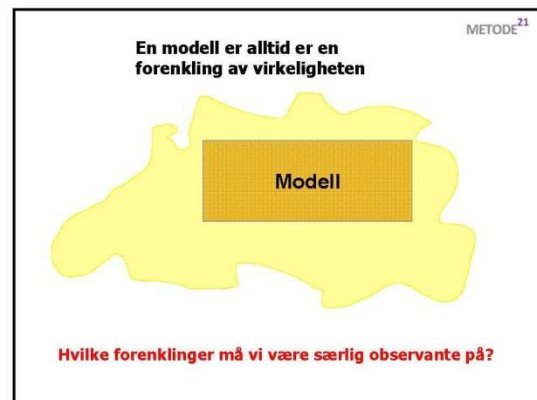 METODE21
En modell er alltid er en
forenkling av virkeligheten
Modell
Hvilke forenklinger må vi være særlig observante på?